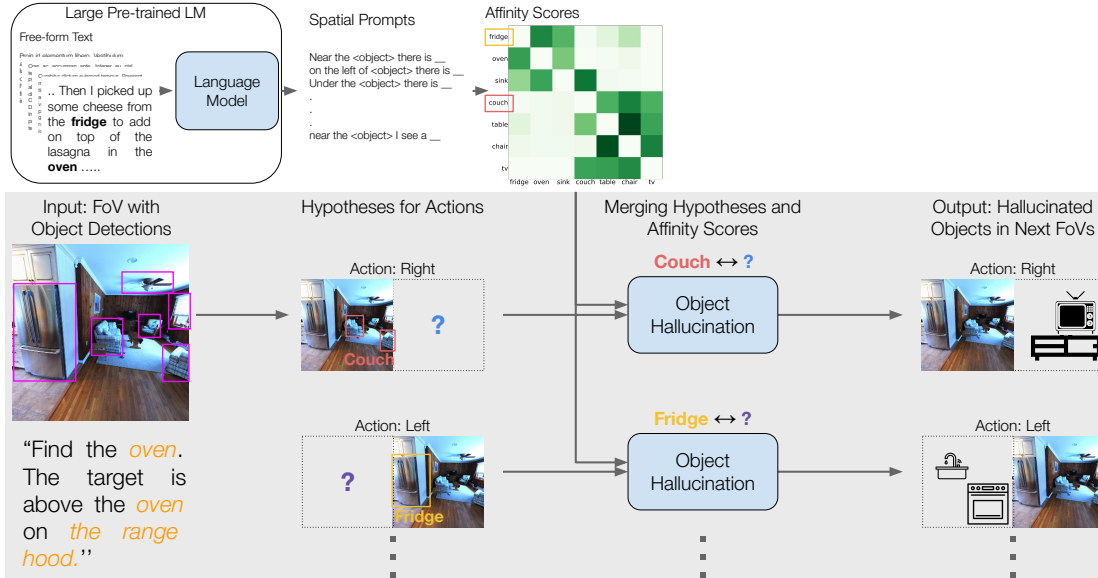 Large Pre-trained LM
Free-form Text
.. Then I picked up
some cheese from
the fridge to add
on top of the
lasagna in the
oven .....
Language
Model
Spatial Prompts
Near the <object> there is __
on the left of <object> there is __
Under the <object> there is __
.
.
.
near the <object> I see a __
Affinity Scores
fridge
oven
sink
couch
table
chair
tv
fridge oven sink couch table chair tv
Input: FoV with
Object Detections
“Find the oven.
The target is
above the oven
on the range
hood.’’
Hypotheses for Actions
Action: Right
?
Couch
Action: Left
?
Fridge
Merging Hypotheses and
Affinity Scores
Couch ↔ ?
Object
Hallucination
Fridge ↔ ?
Object
Hallucination
Output: Hallucinated
Objects in Next FoVs
Action: Right
Action: Left